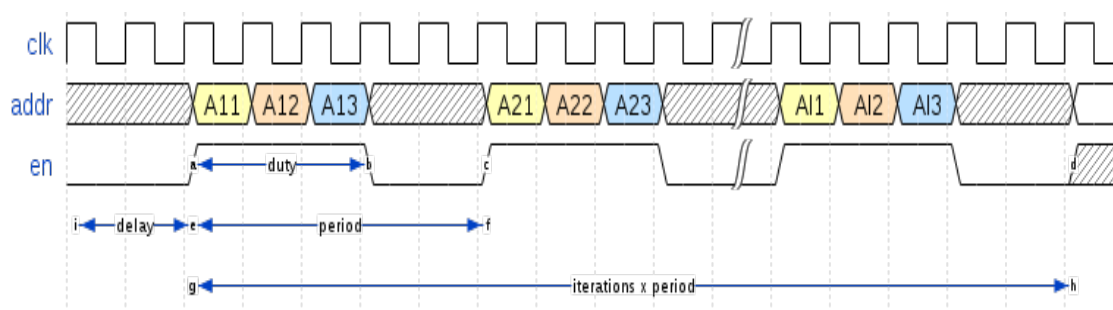 clk
addr A11 A12 A13 A21 A22 A23 AI1 AI2 AI3
en a duty b c d
i delay e period f
g iterations x period h